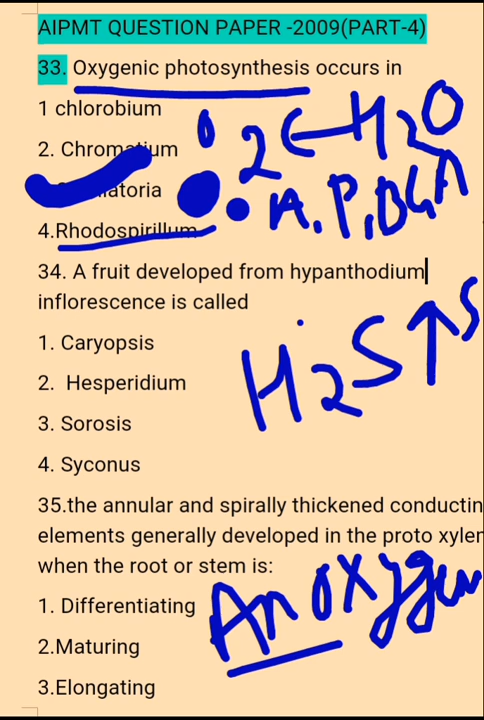 AIPMT QUESTION PAPER -2009(PART-4)
33. Oxygenic photosynthesis occurs in
1 chlorobium
2. Chromatium
atoria
4.Rhodospirillum
O2 ← H2O
H2S ↑ S
34. A fruit developed from hypanthodium
inflorescence is called
1. Caryopsis
2. Hesperidium
3. Sorosis
4. Syconus
35.the annular and spirally thickened conductin
elements generally developed in the proto xyler
when the root or stem is:
1. Differentiating
2.Maturing
3.Elongating